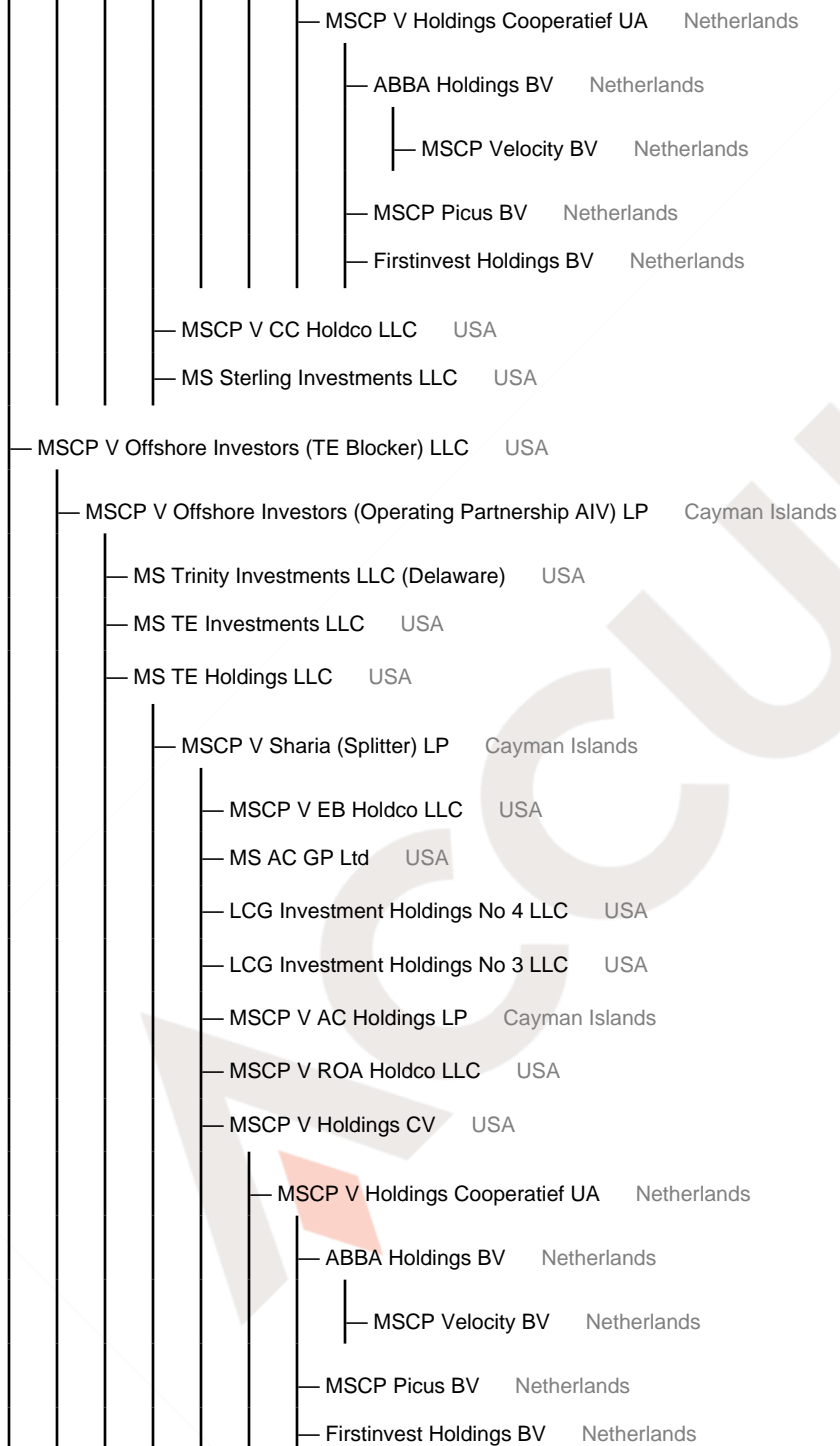 MSCP V Holdings Cooperatief UA Netherlands
ABBA Holdings BV Netherlands
MSCP Velocity BV Netherlands
MSCP Picus BV Netherlands
Firstinvest Holdings BV Netherlands
MSCP V CC Holdco LLC USA
MS Sterling Investments LLC USA
MSCP V Offshore Investors (TE Blocker) LLC USA
MSCP V Offshore Investors (Operating Partnership AIV) LP Cayman Islands
MS Trinity Investments LLC (Delaware) USA
MS TE Investments LLC USA
MS TE Holdings LLC USA
MSCP V Sharia (Splitter) LP Cayman Islands
MSCP V EB Holdco LLC USA
MS AC GP Ltd USA
LCG Investment Holdings No 4 LLC USA
LCG Investment Holdings No 3 LLC USA
MSCP V AC Holdings LP Cayman Islands
MSCP V ROA Holdco LLC USA
MSCP V Holdings CV USA
MSCP V Holdings Cooperatief UA Netherlands
ABBA Holdings BV Netherlands
MSCP Velocity BV Netherlands
MSCP Picus BV Netherlands
Firstinvest Holdings BV Netherlands
ACCU